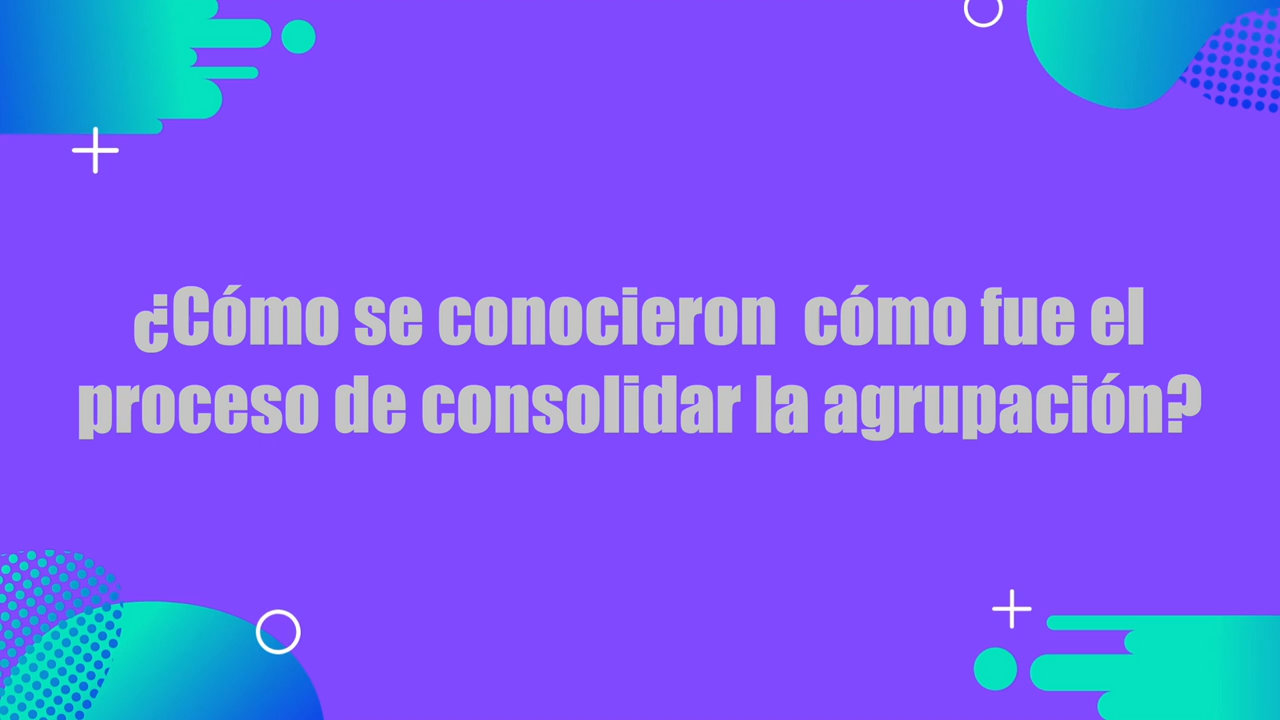 ¿Cómo se conocieron  cómo fue el
proceso de consolidar la agrupación?